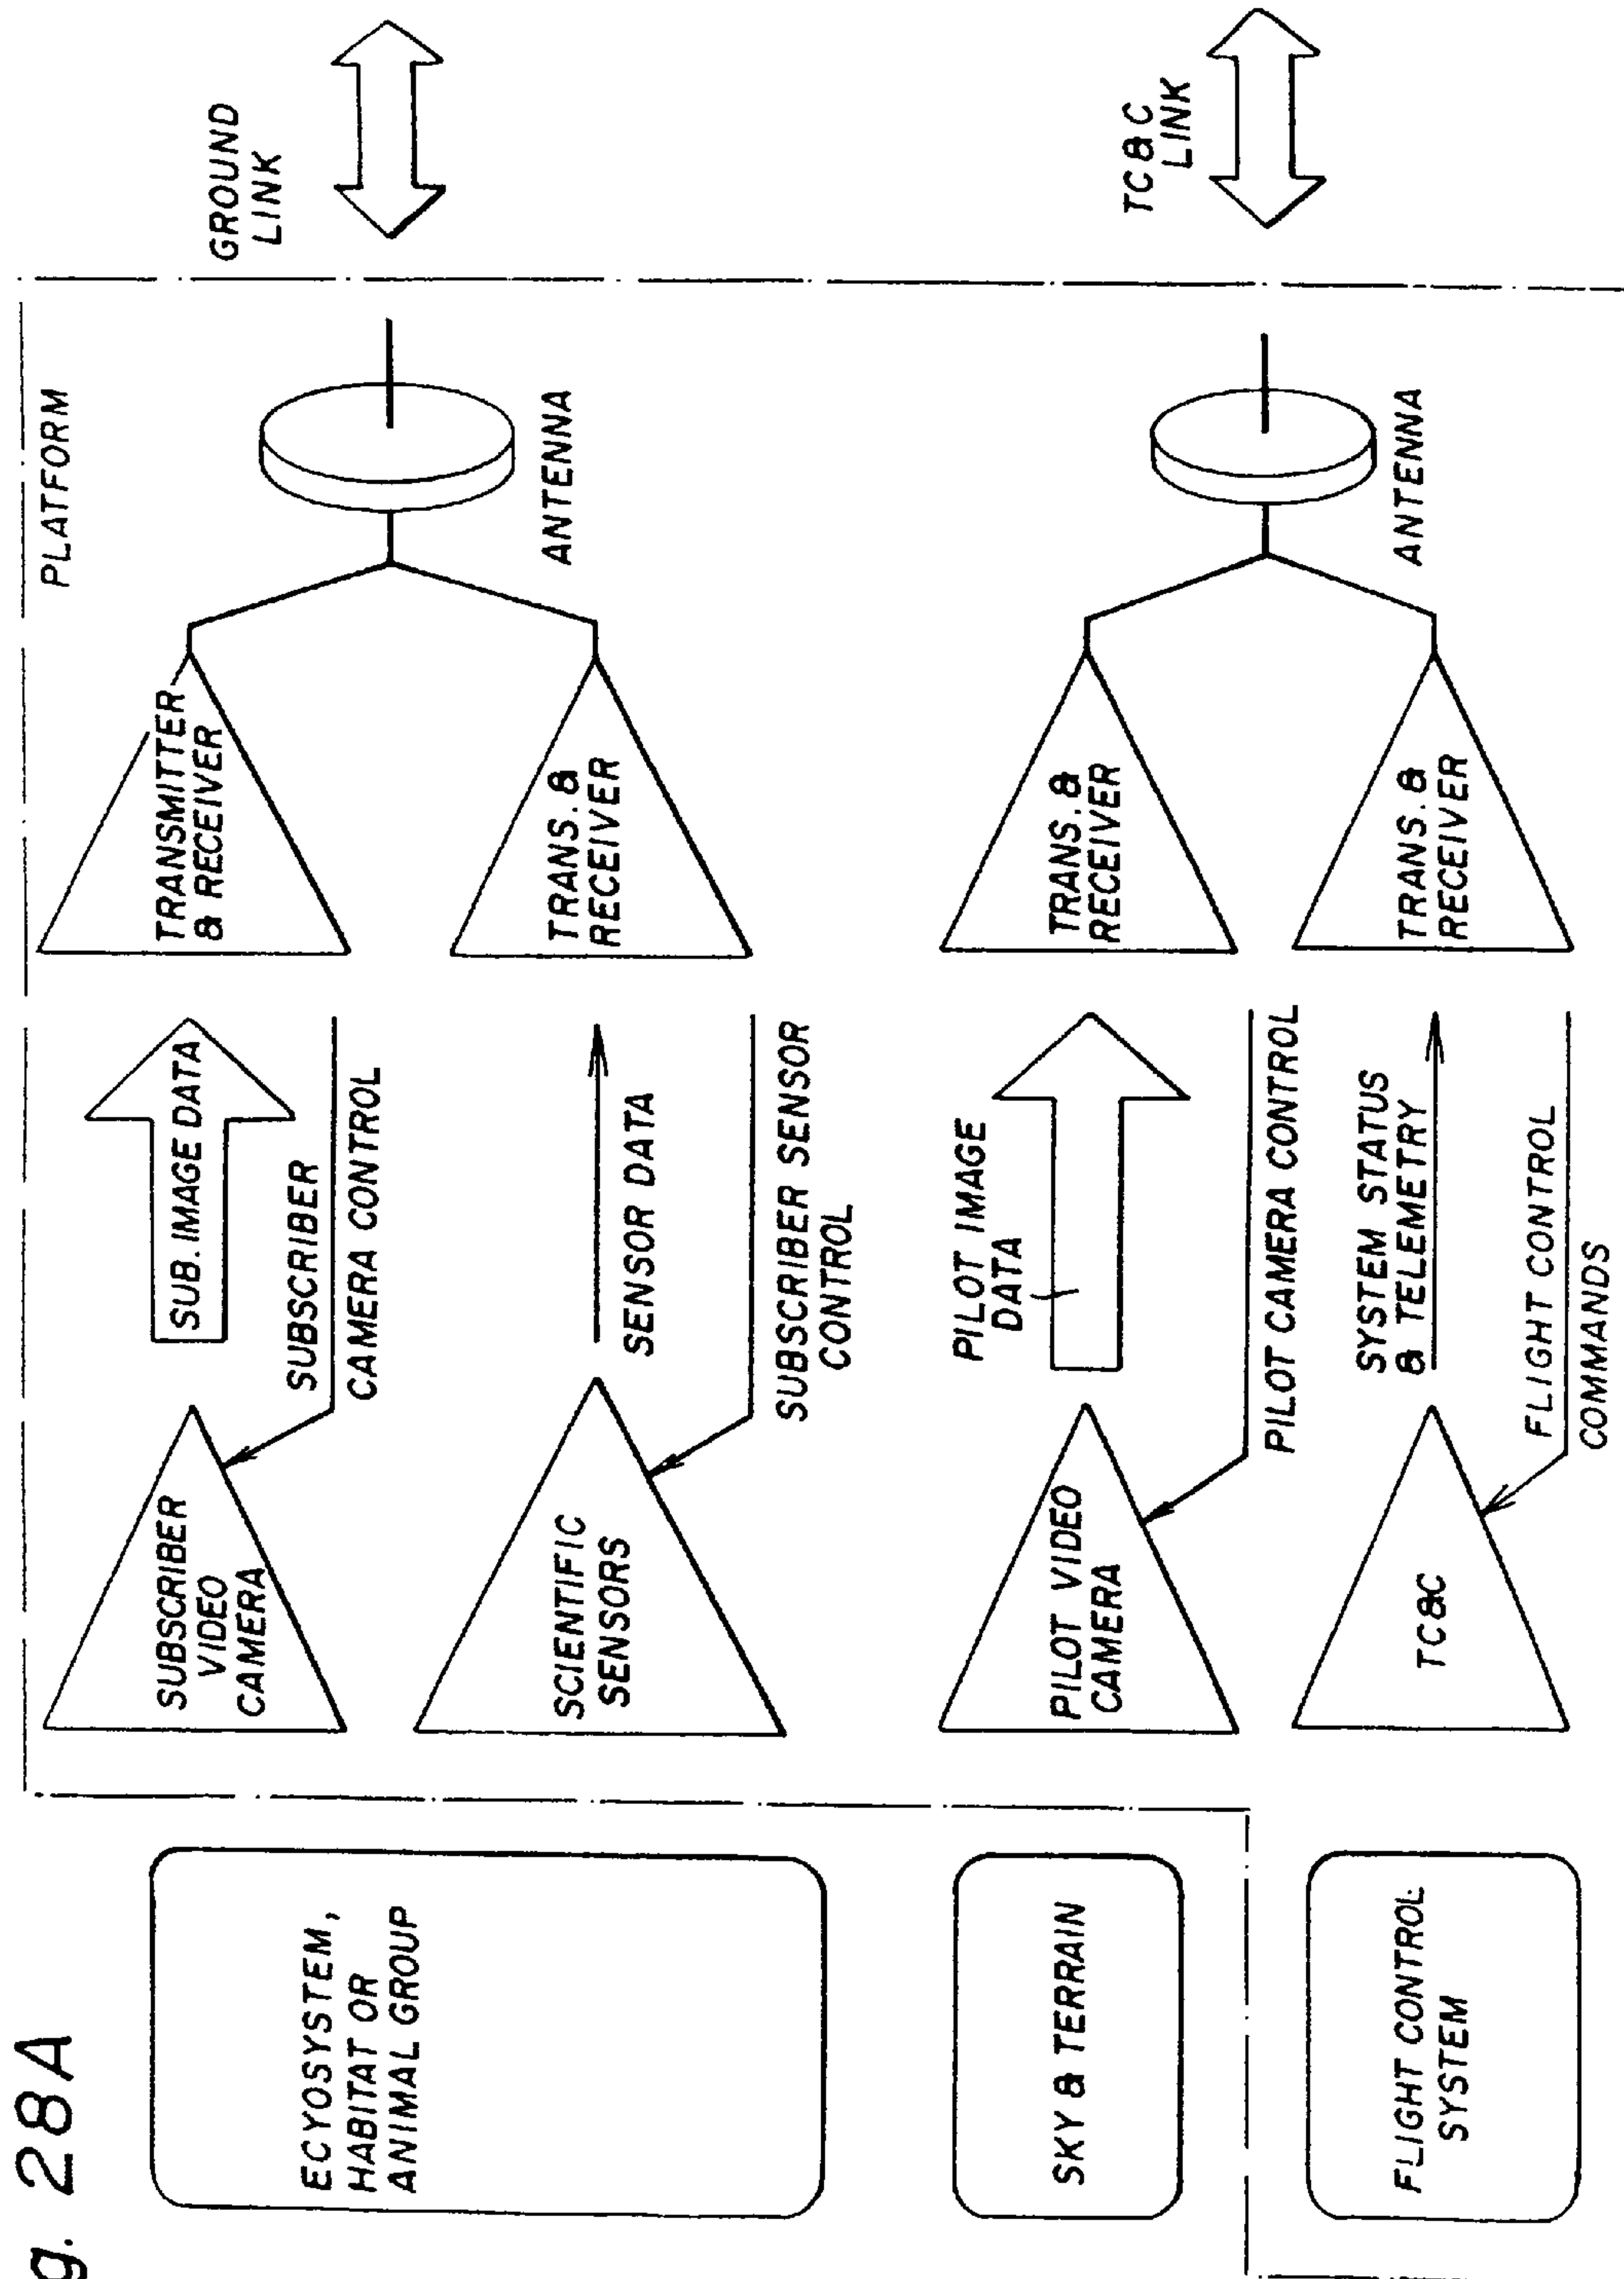 g. 28A
PLATFORM
GROUND
LINK
ECYOSYSTEM,
HABITAT OR
ANIMAL GROUP
SUBSCRIBER
VIDEO
CAMERA
SUB. IMAGE DATA
SUBSCRIBER
CAMERA CONTROL
TRANSMITTER
& RECEIVER
SCIENTIFIC
SENSORS
SENSOR DATA
SUBSCRIBER SENSOR
CONTROL
TRANS. &
RECEIVER
ANTENNA
SKY & TERRAIN
PILOT VIDEO
CAMERA
PILOT IMAGE
DATA
PILOT CAMERA CONTROL
TRANS. &
RECEIVER
TC&C
LINK
FLIGHT CONTROL
SYSTEM
TC&C
SYSTEM STATUS
& TELEMETRY
FLIGHT CONTROL
COMMANDS
TRANS. &
RECEIVER
ANTENNA